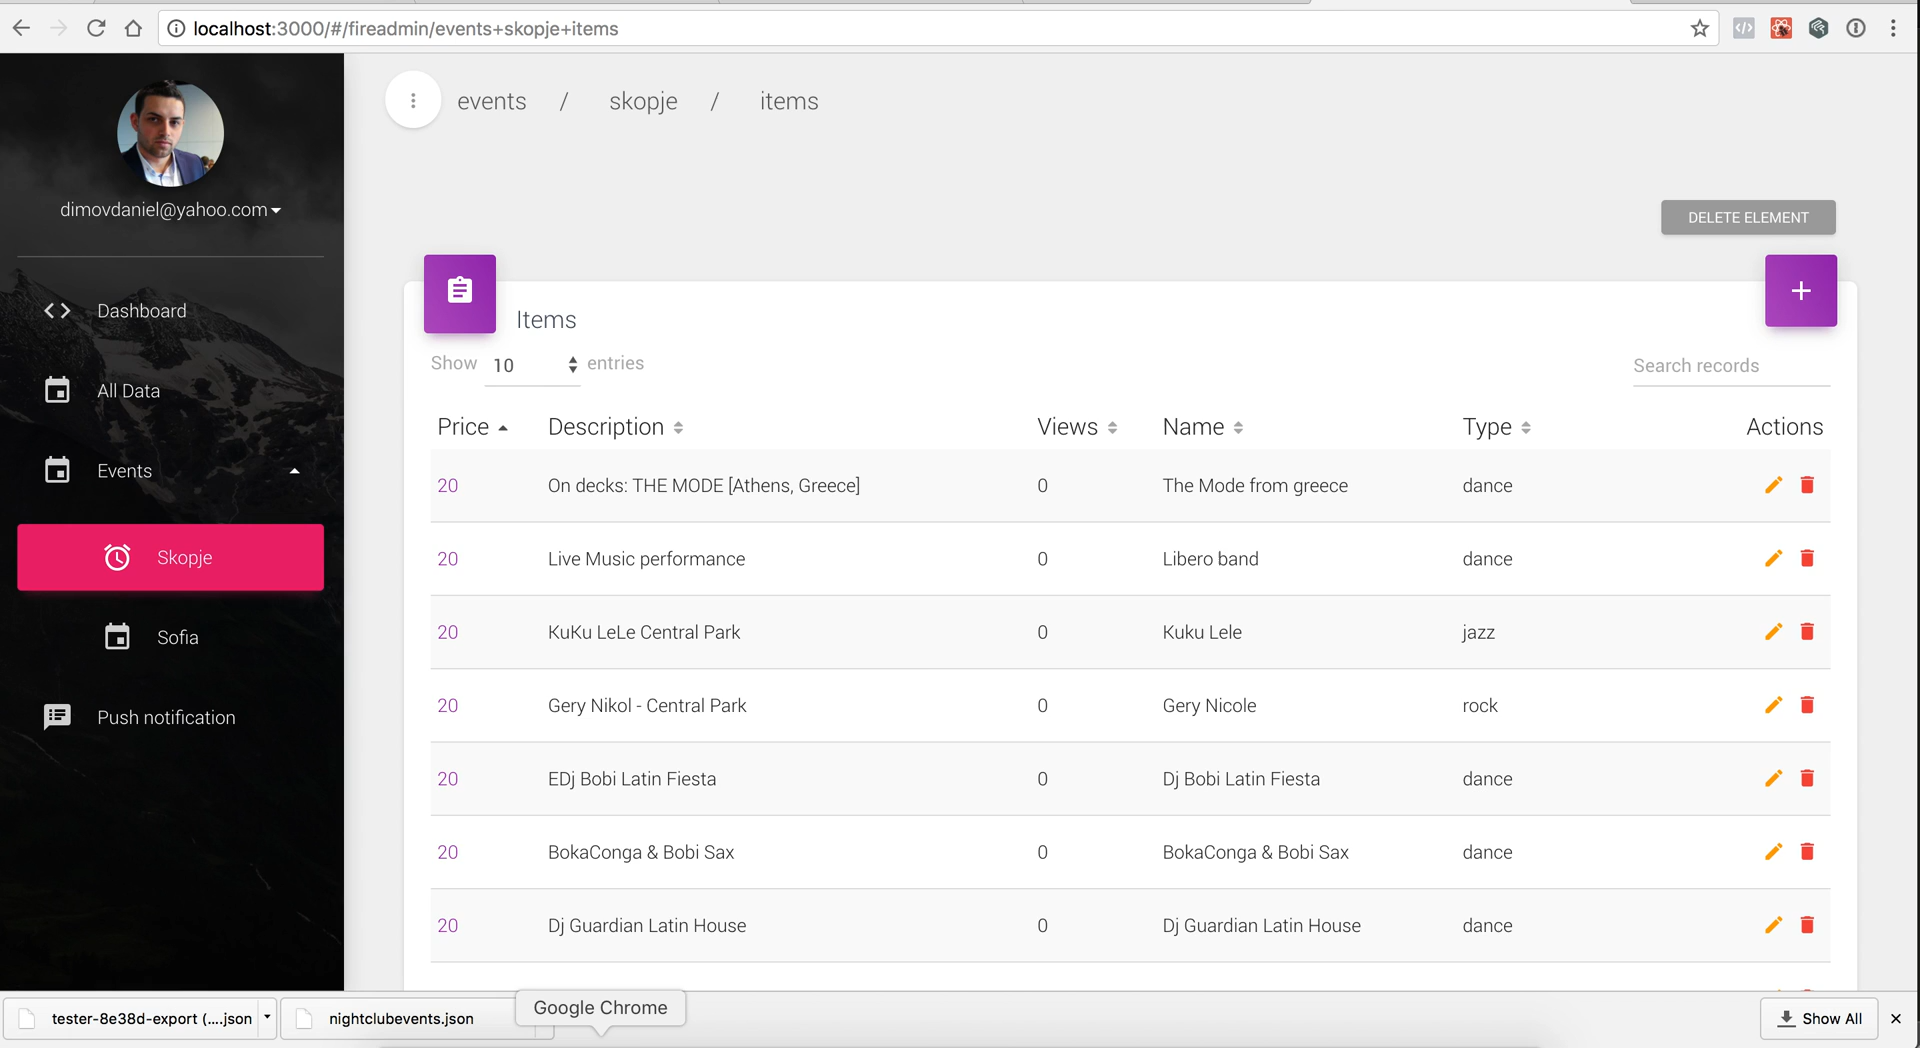 localhost:3000/#/fireadmin/events+skopje+items
events / skopje / items
dimovdaniel@yahoo.com
DELETE ELEMENT
Dashboard
All Data
Events
Skopje
Sofia
Push notification
Items
Show 10 entries
Search records
Price Description Views Name Type Actions
20 On decks: THE MODE [Athens, Greece] 0 The Mode from greece dance
20 Live Music performance 0 Libero band dance
20 KuKu LeLe Central Park 0 Kuku Lele jazz
20 Gery Nikol - Central Park 0 Gery Nicole rock
20 EDj Bobi Latin Fiesta 0 Dj Bobi Latin Fiesta dance
20 BokaConga & Bobi Sax 0 BokaConga & Bobi Sax dance
20 Dj Guardian Latin House 0 Dj Guardian Latin House dance
tester-8e38d-export (....json
nightclubevents.json
Google Chrome
Show All